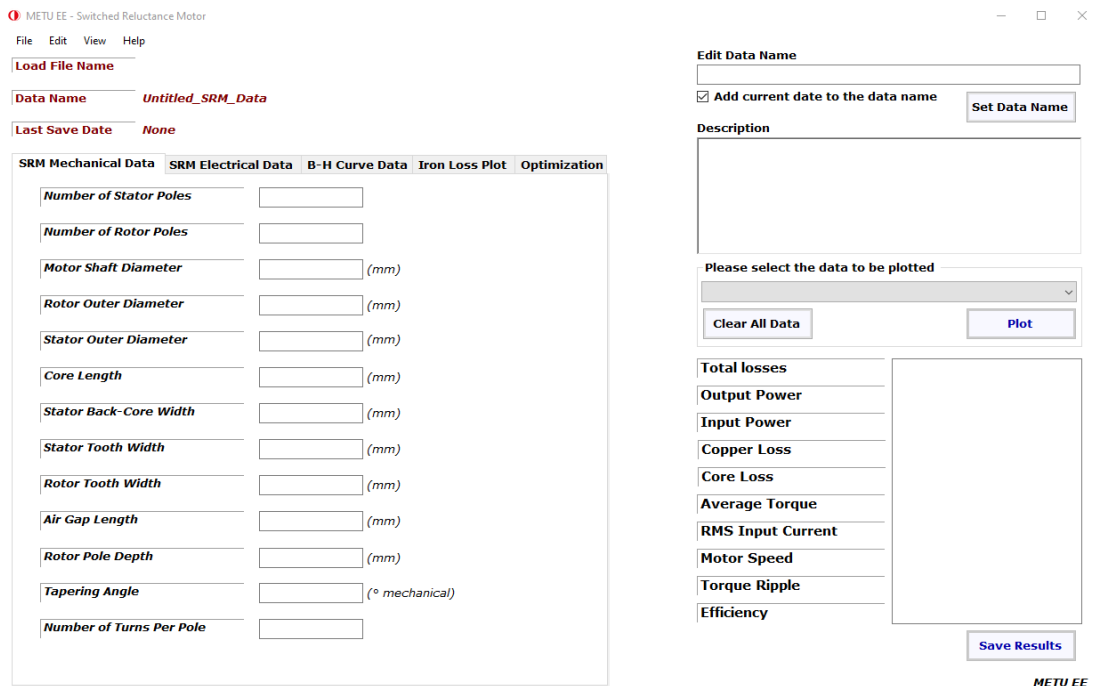 METU EE - Switched Reluctance Motor
File Edit View Help
Load File Name
Data Name Untitled_SRM_Data
Last Save Date None
SRM Mechanical Data SRM Electrical Data B-H Curve Data Iron Loss Plot Optimization
Number of Stator Poles
Number of Rotor Poles
Motor Shaft Diameter (mm)
Rotor Outer Diameter (mm)
Stator Outer Diameter (mm)
Core Length (mm)
Stator Back-Core Width (mm)
Stator Tooth Width (mm)
Rotor Tooth Width (mm)
Air Gap Length (mm)
Rotor Pole Depth (mm)
Tapering Angle (° mechanical)
Number of Turns Per Pole
Edit Data Name
Add current date to the data name
Set Data Name
Description
Please select the data to be plotted
Clear All Data Plot
Total losses
Output Power
Input Power
Copper Loss
Core Loss
Average Torque
RMS Input Current
Motor Speed
Torque Ripple
Efficiency
Save Results
METU EE